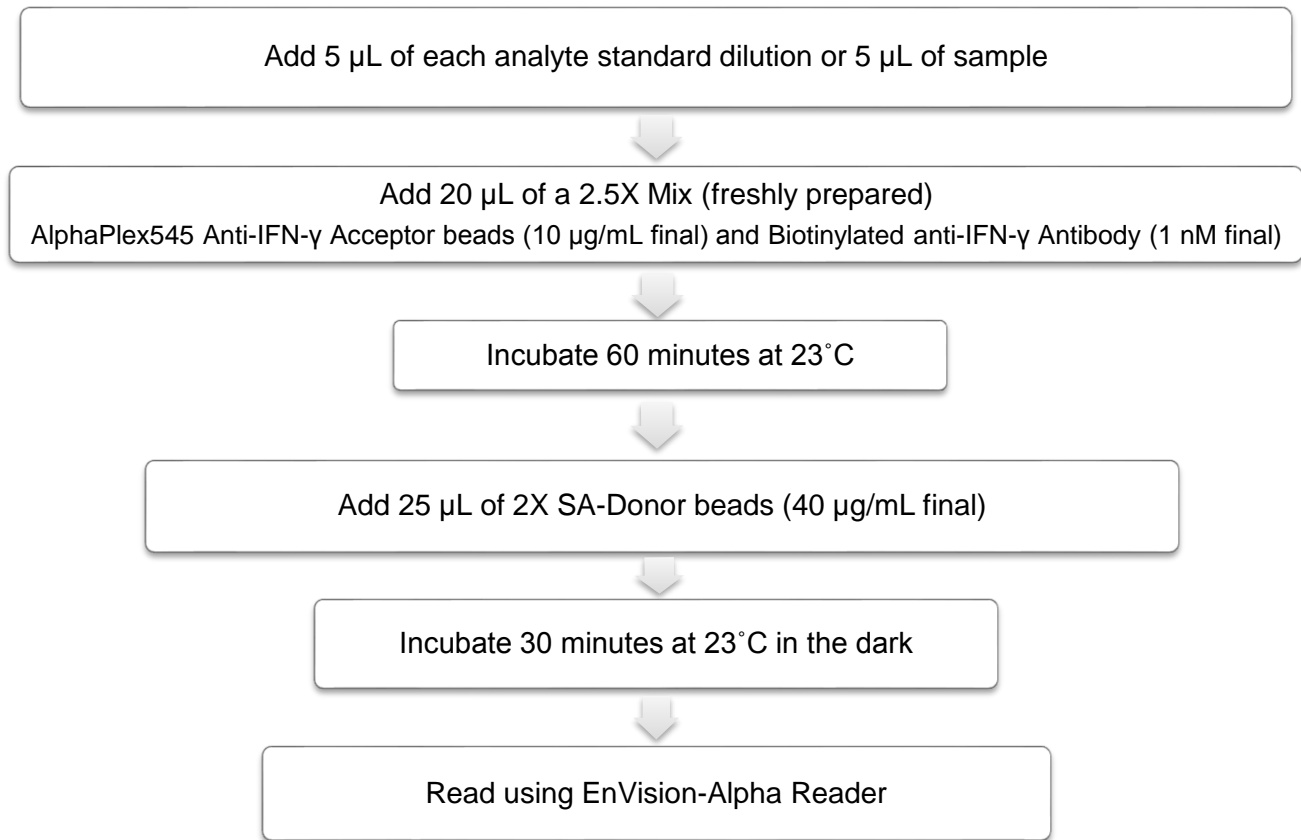 Add 5 µL of each analyte standard dilution or 5 µL of sample
Add 20 µL of a 2.5X Mix (freshly prepared)
AlphaPlex545 Anti-IFN-γ Acceptor beads (10 µg/mL final) and Biotinylated anti-IFN-γ Antibody (1 nM final)
Incubate 60 minutes at 23˚C
Add 25 µL of 2X SA-Donor beads (40 µg/mL final)
Incubate 30 minutes at 23˚C in the dark
Read using EnVision-Alpha Reader